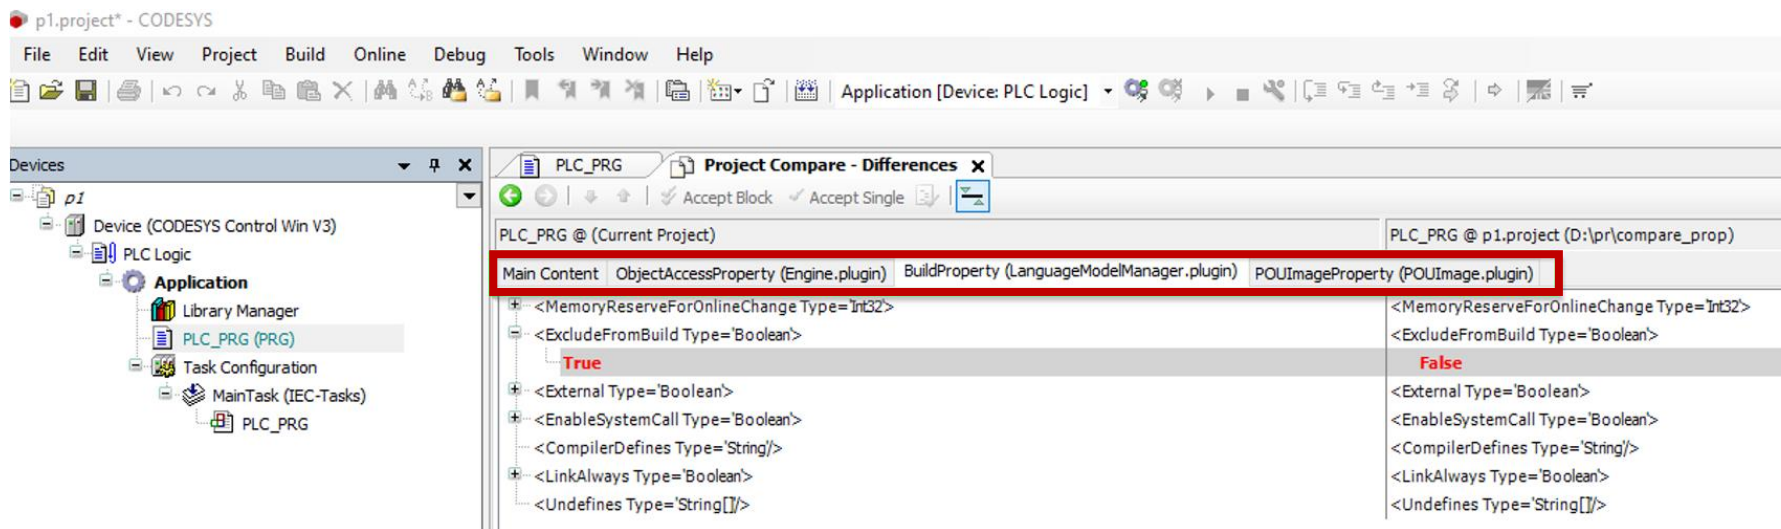 p1.project* - CODESYS
File Edit View Project Build Online Debug Tools Window Help
Application [Device: PLC Logic]
Devices
PLC_PRG Project Compare - Differences
p1
Accept Block Accept Single
Device (CODESYS Control Win V3)
PLC_PRG @ (Current Project) PLC_PRG @ p1.project (D:\pr\compare_prop)
PLC Logic
Main Content ObjectAccessProperty (Engine.plugin) BuildProperty (LanguageModelManager.plugin) POUImageProperty (POUImage.plugin)
Application
Library Manager
<MemoryReserveForOnlineChange Type='Int32'> <MemoryReserveForOnlineChange Type='Int32'>
PLC_PRG (PRG)
<ExcludeFromBuild Type='Boolean'> <ExcludeFromBuild Type='Boolean'>
Task Configuration
True False
MainTask (IEC-Tasks)
<External Type='Boolean'> <External Type='Boolean'>
PLC_PRG
<EnableSystemCall Type='Boolean'> <EnableSystemCall Type='Boolean'>
<CompilerDefines Type='String'/> <CompilerDefines Type='String'/>
<LinkAlways Type='Boolean'> <LinkAlways Type='Boolean'>
<Undefines Type='String[]'/> <Undefines Type='String[]'/>